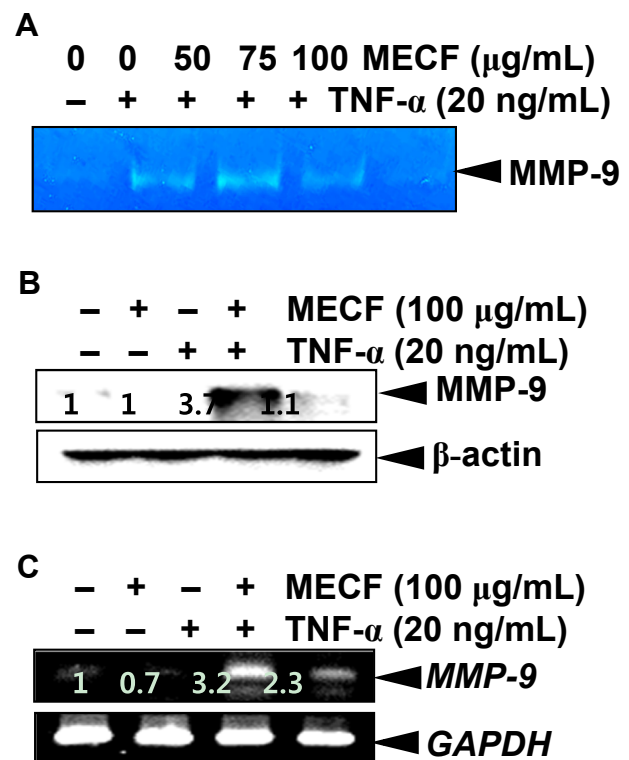 A
0 0 50 75 100 MECF (μg/mL)
– + + + + TNF-α (20 ng/mL)
MMP-9
B
– + – + MECF (100 μg/mL)
– – + + TNF-α (20 ng/mL)
1 1 3.7 1.1 MMP-9
β-actin
C
– + – + MECF (100 μg/mL)
– – + + TNF-α (20 ng/mL)
1 0.7 3.2 2.3 MMP-9
GAPDH